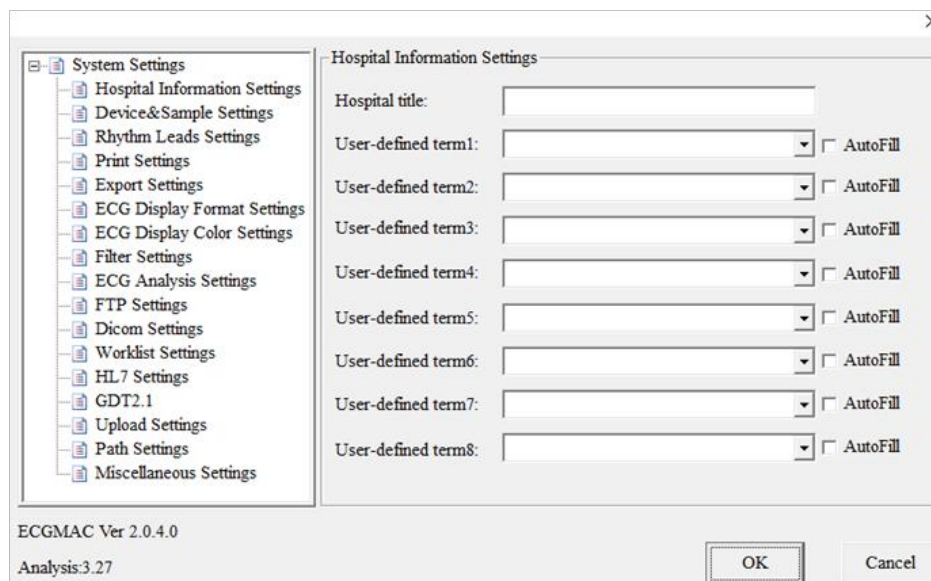 System Settings
Hospital Information Settings
Device&Sample Settings
Rhythm Leads Settings
Print Settings
Export Settings
ECG Display Format Settings
ECG Display Color Settings
Filter Settings
ECG Analysis Settings
FTP Settings
Dicom Settings
Worklist Settings
HL7 Settings
GDT2.1
Upload Settings
Path Settings
Miscellaneous Settings
Hospital Information Settings
Hospital title:
User-defined term1: AutoFill
User-defined term2: AutoFill
User-defined term3: AutoFill
User-defined term4: AutoFill
User-defined term5: AutoFill
User-defined term6: AutoFill
User-defined term7: AutoFill
User-defined term8: AutoFill
ECGMAC Ver 2.0.4.0
Analysis:3.27
OK Cancel